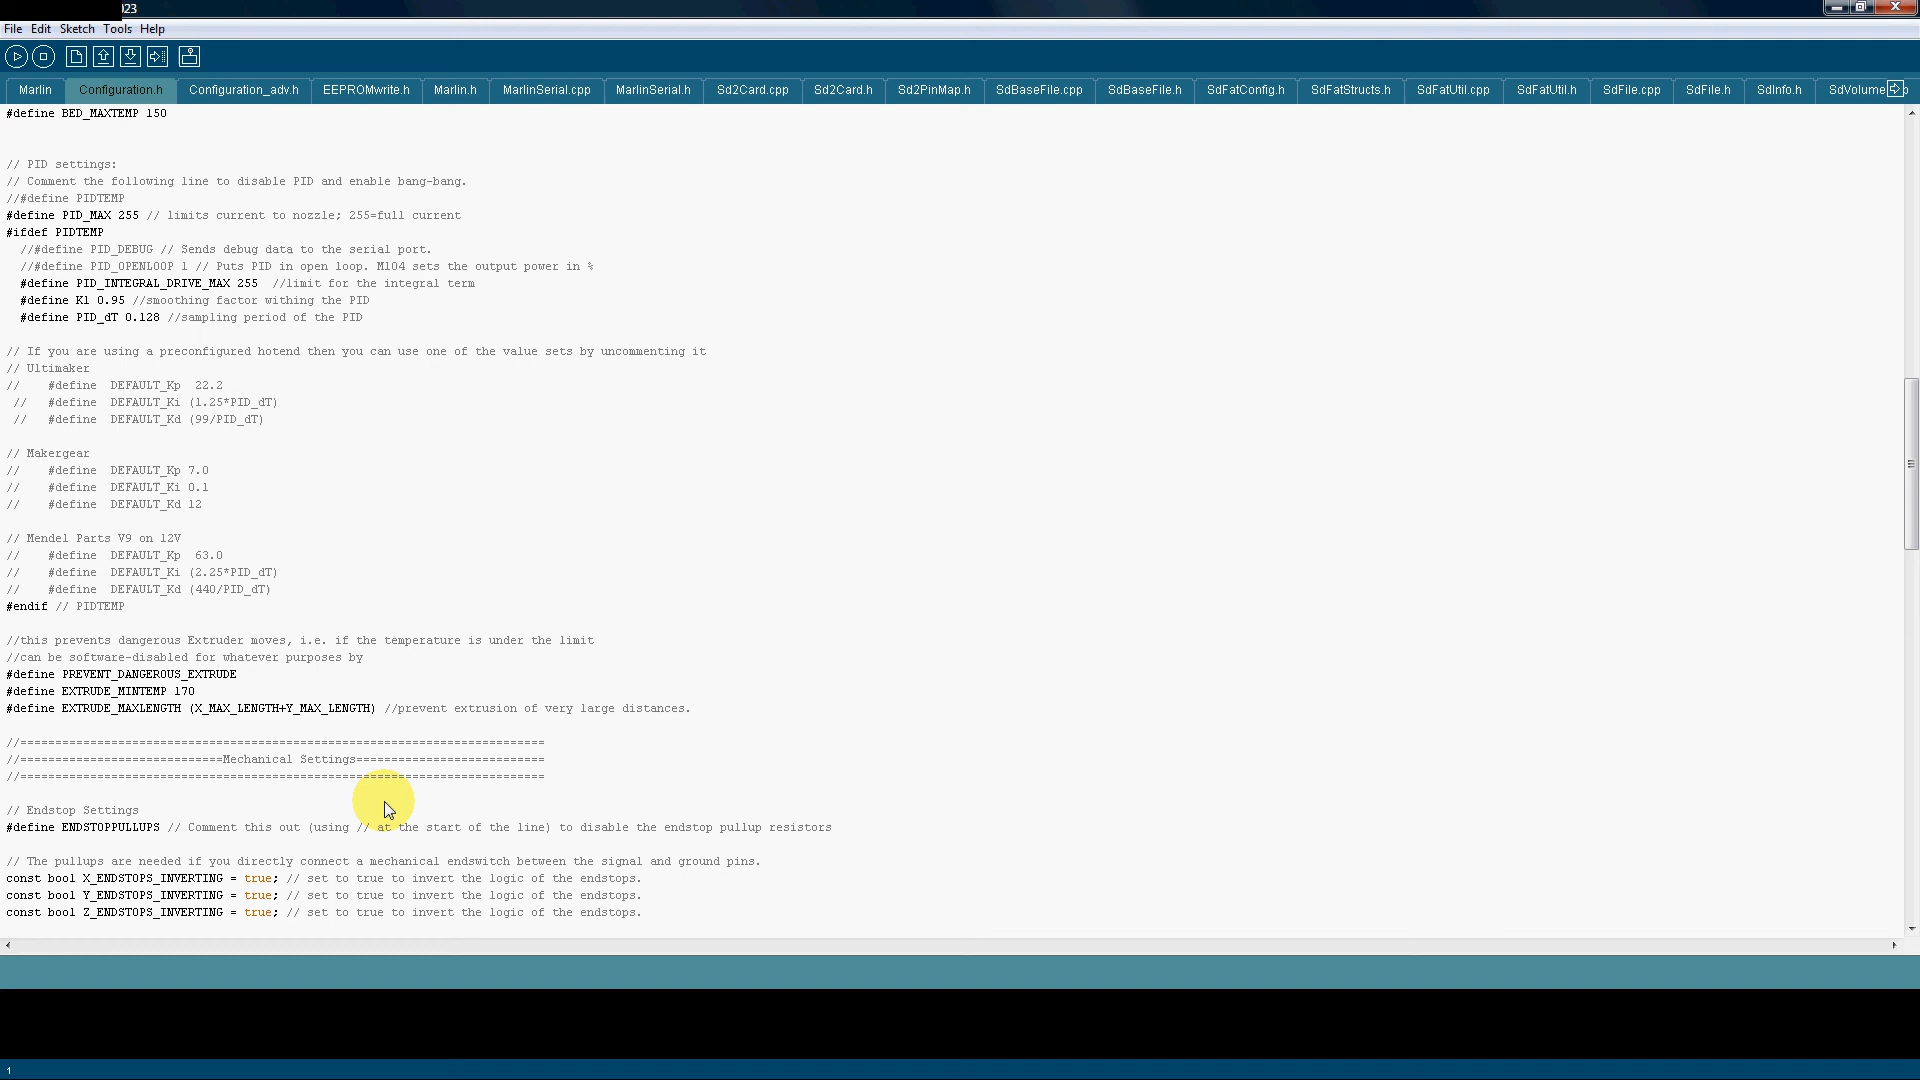 023
File Edit Sketch Tools Help
Marlin Configuration.h Configuration_adv.h EEPROMwrite.h Marlin.h MarlinSerial.cpp MarlinSerial.h Sd2Card.cpp Sd2Card.h Sd2PinMap.h SdBaseFile.cpp SdBaseFile.h SdFatConfig.h SdFatStructs.h SdFatUtil.cpp SdFatUtil.h SdFile.cpp SdFile.h SdInfo.h SdVolume
#define BED_MAXTEMP 150
// PID settings:
// Comment the following line to disable PID and enable bang-bang.
//#define PIDTEMP
#define PID_MAX 255 // limits current to nozzle; 255=full current
#ifdef PIDTEMP
  //#define PID_DEBUG // Sends debug data to the serial port.
  //#define PID_OPENLOOP 1 // Puts PID in open loop. M104 sets the output power in %
  #define PID_INTEGRAL_DRIVE_MAX 255  //limit for the integral term
  #define K1 0.95 //smoothing factor withing the PID
  #define PID_dT 0.128 //sampling period of the PID
// If you are using a preconfigured hotend then you can use one of the value sets by uncommenting it
// Ultimaker
//    #define  DEFAULT_Kp  22.2
 //   #define  DEFAULT_Ki (1.25*PID_dT)
 //   #define  DEFAULT_Kd (99/PID_dT)
// Makergear
//    #define  DEFAULT_Kp 7.0
//    #define  DEFAULT_Ki 0.1
//    #define  DEFAULT_Kd 12
// Mendel Parts V9 on 12V
//    #define  DEFAULT_Kp  63.0
//    #define  DEFAULT_Ki (2.25*PID_dT)
//    #define  DEFAULT_Kd (440/PID_dT)
#endif // PIDTEMP
//this prevents dangerous Extruder moves, i.e. if the temperature is under the limit
//can be software-disabled for whatever purposes by
#define PREVENT_DANGEROUS_EXTRUDE
#define EXTRUDE_MINTEMP 170
#define EXTRUDE_MAXLENGTH (X_MAX_LENGTH+Y_MAX_LENGTH) //prevent extrusion of very large distances.
//===========================================================================
//=============================Mechanical Settings===========================
//===========================================================================
// Endstop Settings
#define ENDSTOPPULLUPS // Comment this out (using // at the start of the line) to disable the endstop pullup resistors
// The pullups are needed if you directly connect a mechanical endswitch between the signal and ground pins.
const bool X_ENDSTOPS_INVERTING = true; // set to true to invert the logic of the endstops.
const bool Y_ENDSTOPS_INVERTING = true; // set to true to invert the logic of the endstops.
const bool Z_ENDSTOPS_INVERTING = true; // set to true to invert the logic of the endstops.
1